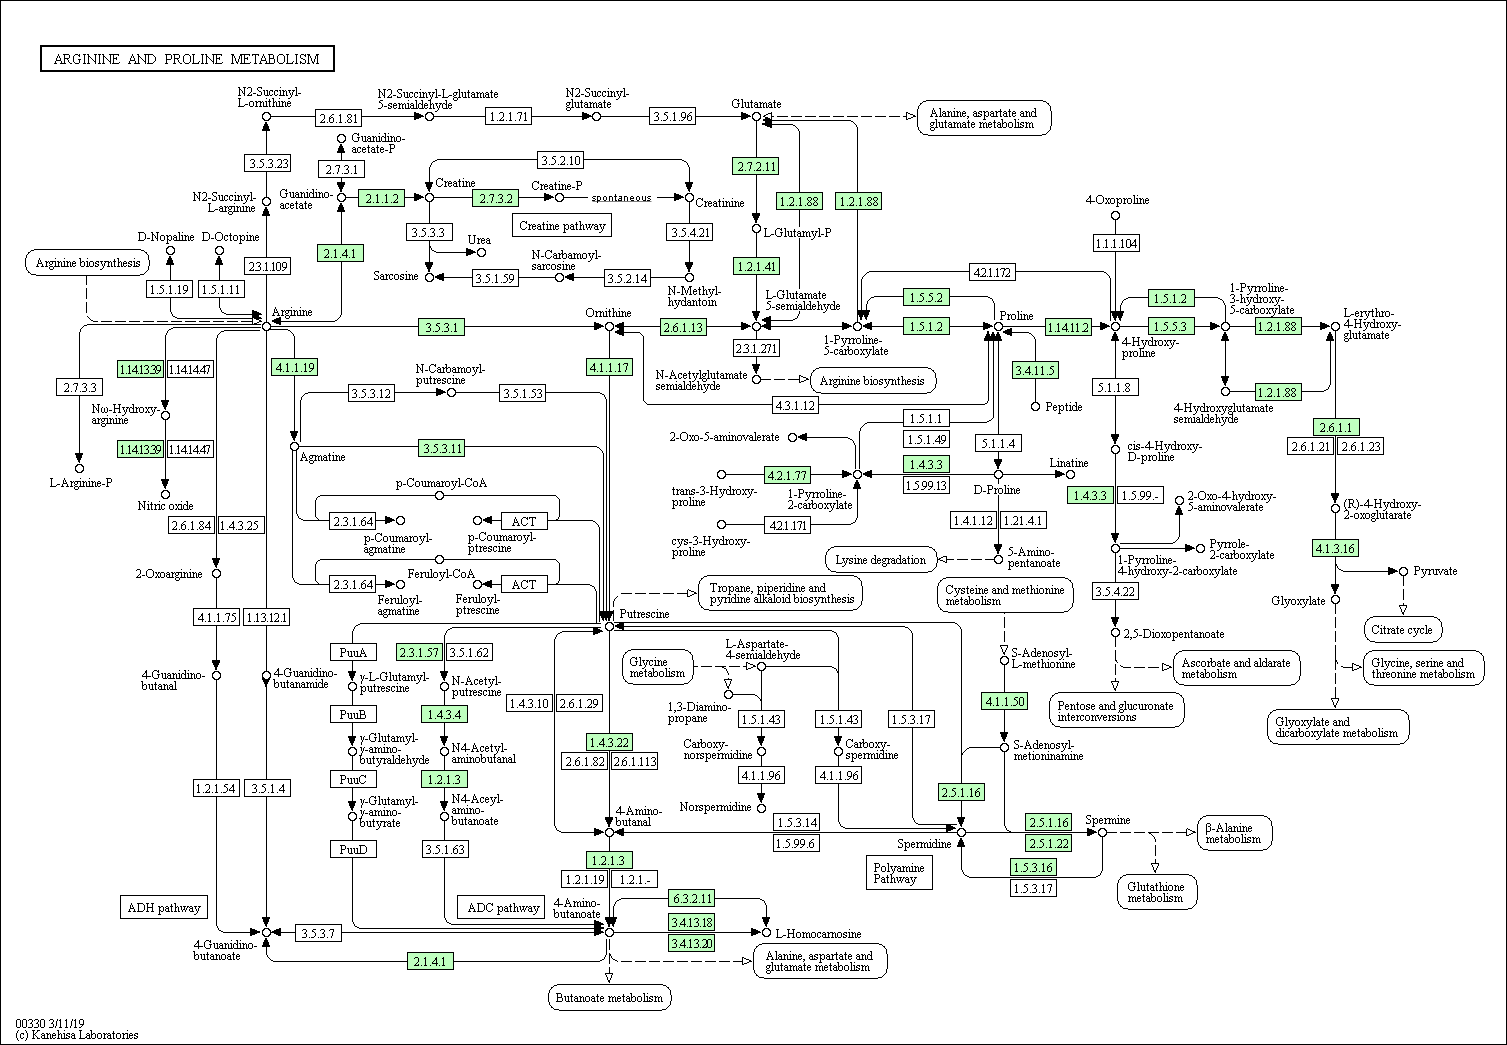 ARGININE AND PROLINE METABOLISM
N2-Succinyl-
L-ornithine
N2-Succinyl-L-glutamate
5-semialdehyde
N2-Succinyl-
glutamate
Glutamate
Alanine, aspartate and
glutamate metabolism
2.6.1.81
1.2.1.71
3.5.1.96
Guanidino-
acetate-P
3.5.3.23
2.7.3.1
3.5.2.10
2.7.2.11
N2-Succinyl-
L-arginine
Guanidino-
acetate
2.1.1.2
Creatine
2.7.3.2
Creatine-P
spontaneous
Creatinine
1.2.1.88
1.2.1.88
4-Oxoproline
Creatine pathway
3.5.3.3
3.5.4.21
L-Glutamyl-P
1.1.1.104
D-Nopaline
D-Octopine
2.1.4.1
Urea
Arginine biosynthesis
2.3.1.109
Sarcosine
3.5.1.59
N-Carbamoyl-
sarcosine
3.5.2.14
1.2.1.41
4.2.1.172
1.5.1.19
1.5.1.11
N-Methyl-
hydantoin
L-Glutamate
5-semialdehyde
1.5.5.2
1.5.1.2
1-Pyrroline-
3-hydroxy-
5-carboxylate
Arginine
3.5.3.1
Ornithine
2.6.1.13
1.5.1.2
Proline
1.14.11.2
1.5.5.3
1.2.1.88
L-erythro-
4-Hydroxy-
glutamate
1-Pyrroline-
5-carboxylate
4-Hydroxy-
proline
2.3.1.271
1.14.13.39
1.14.14.47
4.1.1.19
4.1.1.17
3.4.11.5
N-Acetylglutamate
semialdehyde
Arginine biosynthesis
2.7.3.3
3.5.3.12
N-Carbamoyl-
putrescine
3.5.1.53
4.3.1.12
5.1.1.8
1.2.1.88
Nω-Hydroxy-
arginine
Peptide
4-Hydroxyglutamate
semialdehyde
1.5.1.1
1.5.1.49
2.6.1.1
2.6.1.21
2.6.1.23
1.14.13.39
1.14.14.47
Agmatine
3.5.3.11
2-Oxo-5-aminovalerate
5.1.1.4
cis-4-Hydroxy-
D-proline
1.4.3.3
1.5.99.13
Linatine
L-Arginine-P
p-Coumaroyl-CoA
trans-3-Hydroxy-
proline
4.2.1.77
1-Pyrroline-
2-carboxylate
D-Proline
1.4.3.3
1.5.99.-
2-Oxo-4-hydroxy-
5-aminovalerate
(R)-4-Hydroxy-
2-oxoglutarate
Nitric oxide
2.6.1.84
1.4.3.25
2.3.1.64
ACT
4.2.1.171
1.4.1.12
1.21.4.1
p-Coumaroyl-
agmatine
p-Coumaroyl-
ptrescine
cys-3-Hydroxy-
proline
Lysine degradation
5-Amino-
pentanoate
1-Pyrroline-
4-hydroxy-2-carboxylate
Pyrrole-
2-carboxylate
4.1.3.16
2-Oxoarginine
Feruloyl-CoA
2.3.1.64
ACT
Feruloyl-
agmatine
Feruloyl-
ptrescine
Tropane, piperidine and
pyridine alkaloid biosynthesis
Cysteine and methionine
metabolism
3.5.4.22
Pyruvate
Glyoxylate
4.1.1.75
1.13.12.1
Putrescine
2,5-Dioxopentanoate
Citrate cycle
PuuA
2.3.1.57
3.5.1.62
L-Aspartate-
4-semialdehyde
Glycine
metabolism
S-Adenosyl-
L-methionine
Ascorbate and aldarate
metabolism
Glycine, serine and
threonine metabolism
4-Guanidino-
butanal
4-Guanidino-
butanamide
γ-L-Glutamyl-
putrescine
N-Acetyl-
putrescine
1.4.3.10
2.6.1.29
1,3-Diamino-
propane
4.1.1.50
Pentose and glucuronate
interconversions
Glyoxylate and
dicarboxylate metabolism
PuuB
1.4.3.4
1.5.1.43
1.5.1.43
1.5.3.17
γ-Glutamyl-
γ-amino-
butyraldehyde
N4-Acetyl-
aminobutanal
1.4.3.22
2.6.1.82
2.6.1.113
Carboxy-
norspermidine
Carboxy-
spermidine
S-Adenosyl-
methioninamine
PuuC
1.2.1.3
4.1.1.96
4.1.1.96
1.2.1.54
3.5.1.4
2.5.1.16
γ-Glutamyl-
γ-amino-
butyrate
N4-Aceyl-
amino-
butanoate
4-Amino-
butanal
Norspermidine
1.5.3.14
1.5.99.6
2.5.1.16
2.5.1.22
Spermine
β-Alanine
metabolism
PuuD
3.5.1.63
Spermidine
1.2.1.3
1.2.1.19
1.2.1.-
Polyamine
Pathway
1.5.3.16
1.5.3.17
Glutathione
metabolism
ADH pathway
ADC pathway
4-Amino-
butanoate
6.3.2.11
3.4.13.18
3.4.13.20
L-Homocarnosine
3.5.3.7
4-Guanidino-
butanoate
2.1.4.1
Alanine, aspartate and
glutamate metabolism
Butanoate metabolism
00330 3/11/19
(c) Kanehisa Laboratories